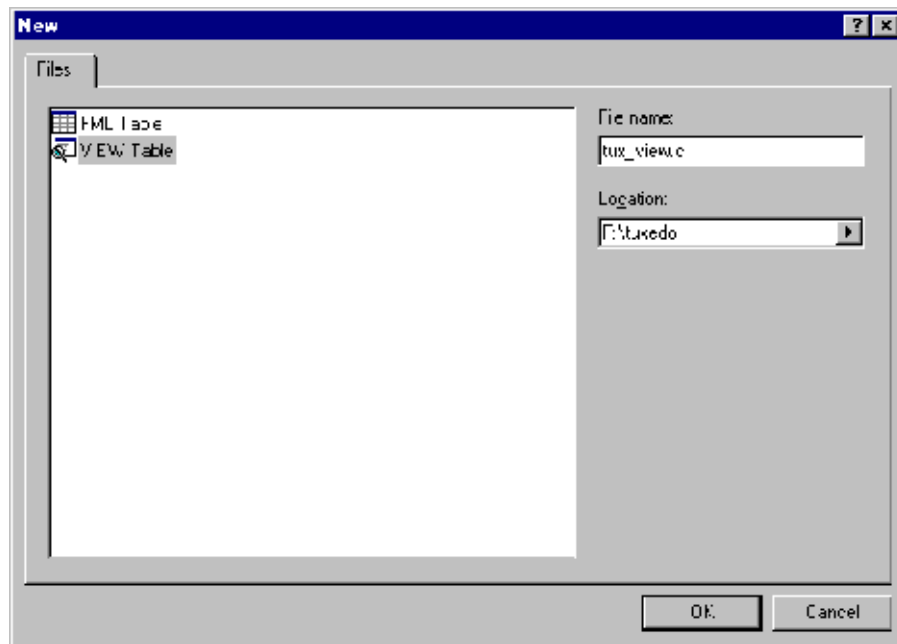 New
Files
FML Table
VIEW Table
File name:
tux_view.c
Location:
F:\tuxedo
OK
Cancel